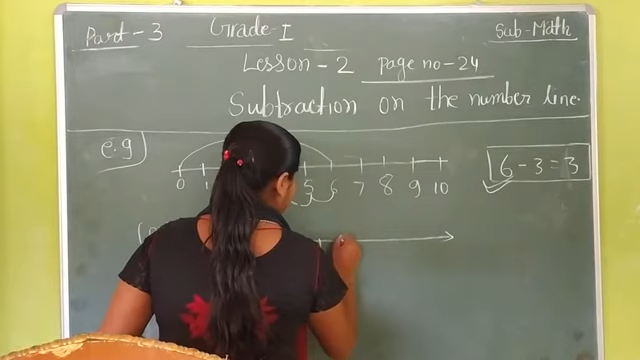 Part - 3 Grade-I Sub-Math
Lesson - 2 page no - 24
Subtraction on the number line.
e.g
0 1 5 6 7 8 9 10
6 - 3 = 3